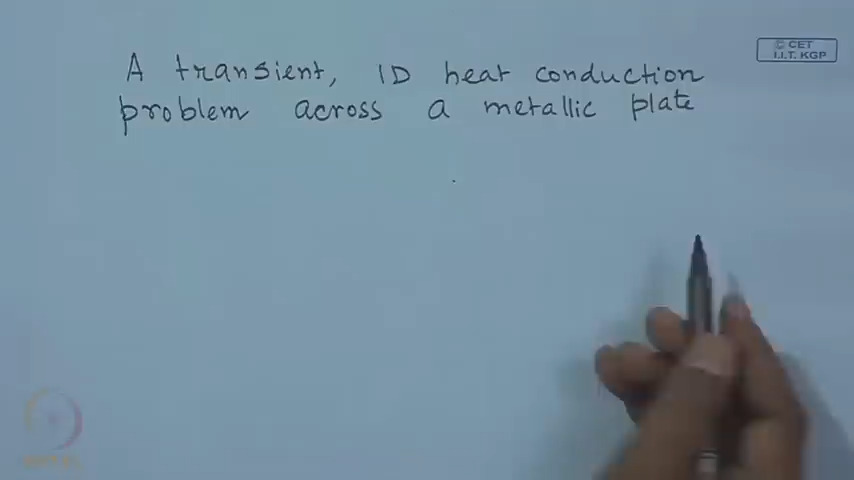 A transient, 1D heat conduction
problem across a metallic plate
© CET
I.I.T. KGP